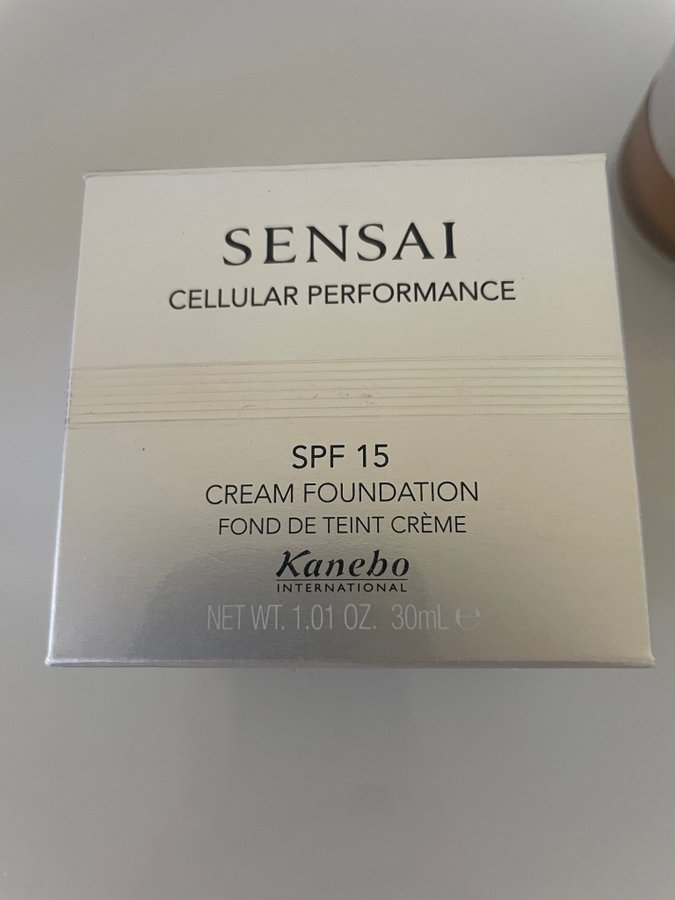 SENSAI
CELLULAR PERFORMANCE
SPF 15
CREAM FOUNDATION
FOND DE TEINT CRÈME
Kanebo
INTERNATIONAL
NET WT. 1.01 OZ. 30mL ℮